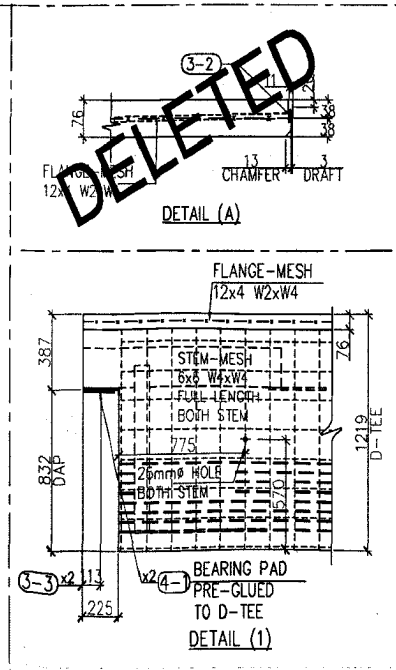 DELETED
3-2
11
76
38
38
FLANGE-MESH
12x4 W2xW4
13
3
CHAMFER
DRAFT
DETAIL (A)
FLANGE-MESH
12x4 W2xW4
387
76
STEM-MESH
6x6 W4xW4
FULL LENGTH
BOTH STEM
775
1219
D-TEE
832
DAP
26mmø HOLE
BOTH STEM
570
3-3 x2
113
x2 4-1
BEARING PAD
PRE-GLUED
TO D-TEE
225
DETAIL (1)